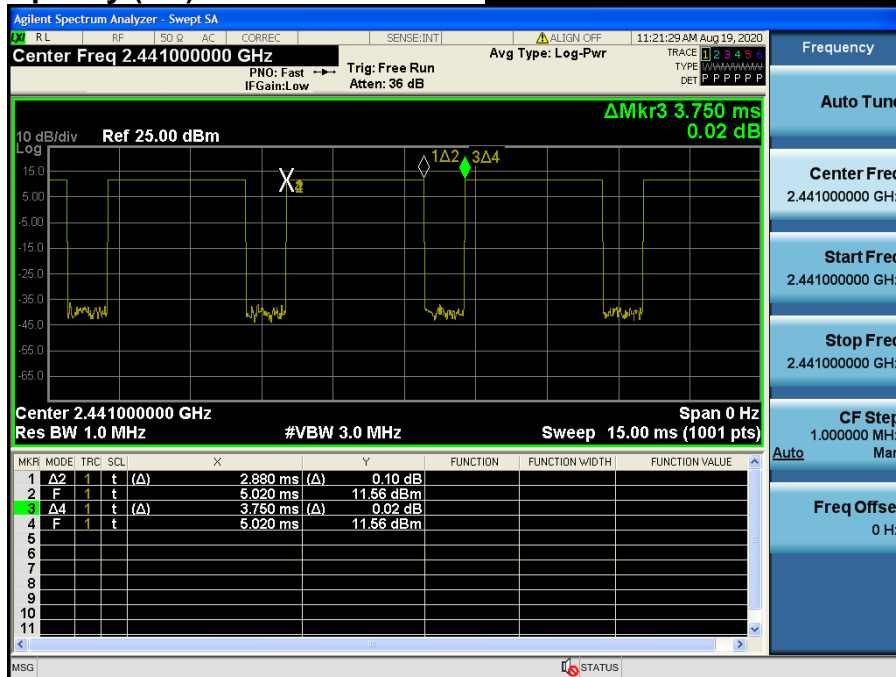 Agilent Spectrum Analyzer - Swept SA
LXI RL RF 50 Ω AC CORREC SENSE:INT ALIGN OFF 11:21:29 AM Aug 19, 2020
Center Freq 2.441000000 GHz
PNO: Fast
IFGain:Low
Trig: Free Run
Atten: 36 dB
Avg Type: Log-Pwr
TRACE 1 2 3 4 5 6
TYPE WWWWWW
DET P P P P P P
ΔMkr3 3.750 ms
0.02 dB
10 dB/div Ref 25.00 dBm
Log
15.0
5.00
-5.00
-15.0
-25.0
-35.0
-45.0
-55.0
-65.0
X
1Δ2 3Δ4
Center 2.441000000 GHz Span 0 Hz
Res BW 1.0 MHz #VBW 3.0 MHz Sweep 15.00 ms (1001 pts)
MKR MODE TRC SCL X Y FUNCTION FUNCTION WIDTH FUNCTION VALUE
1 Δ2 1 t (Δ) 2.880 ms (Δ) 0.10 dB
2 F 1 t 5.020 ms 11.56 dBm
3 Δ4 1 t (Δ) 3.750 ms (Δ) 0.02 dB
4 F 1 t 5.020 ms 11.56 dBm
5
6
7
8
9
10
11
MSG STATUS
Frequency
Auto Tune
Center Freq
2.441000000 GHz
Start Freq
2.441000000 GHz
Stop Freq
2.441000000 GHz
CF Step
1.000000 MHz
Auto Man
Freq Offset
0 Hz